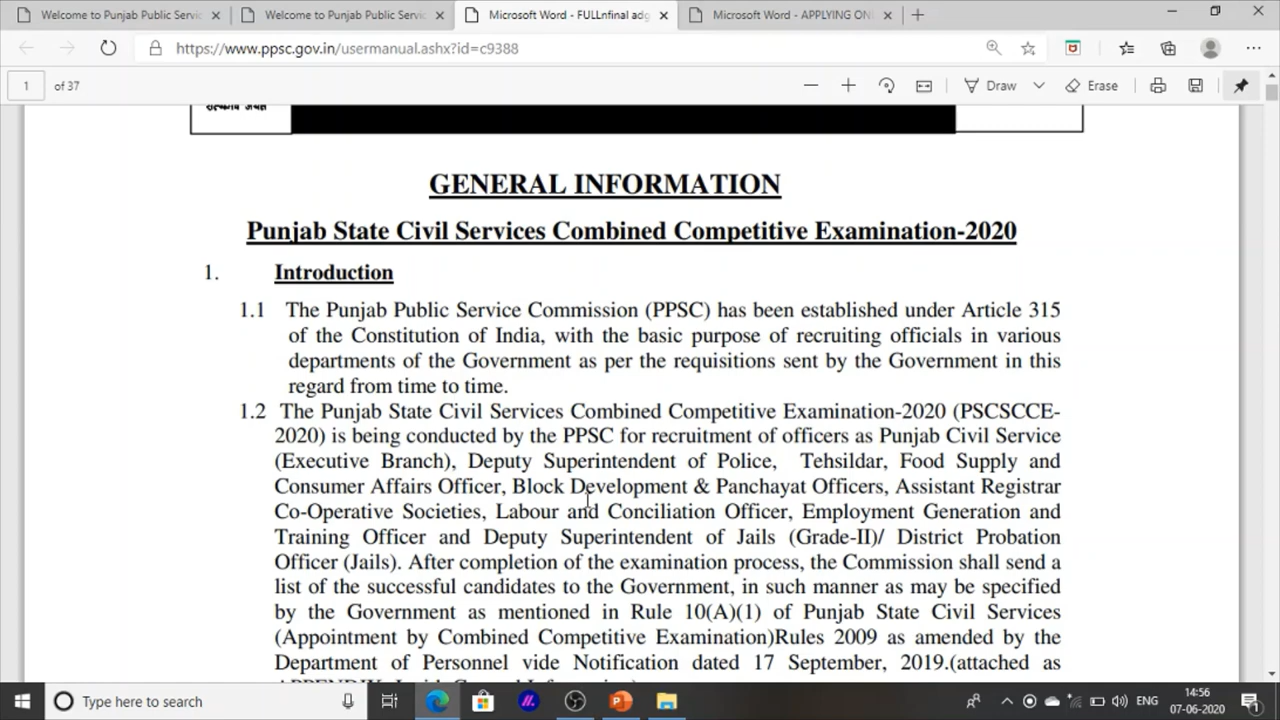 Welcome to Punjab Public Servic
Welcome to Punjab Public Servic
Microsoft Word - FULLnfinal adg
Microsoft Word - APPLYING ONL
https://www.ppsc.gov.in/usermanual.ashx?id=c9388
1 of 37
Draw
Erase
GENERAL INFORMATION
Punjab State Civil Services Combined Competitive Examination-2020
1. Introduction
1.1 The Punjab Public Service Commission (PPSC) has been established under Article 315
of the Constitution of India, with the basic purpose of recruiting officials in various
departments of the Government as per the requisitions sent by the Government in this
regard from time to time.
1.2 The Punjab State Civil Services Combined Competitive Examination-2020 (PSCSCCE-
2020) is being conducted by the PPSC for recruitment of officers as Punjab Civil Service
(Executive Branch), Deputy Superintendent of Police, Tehsildar, Food Supply and
Consumer Affairs Officer, Block Development & Panchayat Officers, Assistant Registrar
Co-Operative Societies, Labour and Conciliation Officer, Employment Generation and
Training Officer and Deputy Superintendent of Jails (Grade-II)/ District Probation
Officer (Jails). After completion of the examination process, the Commission shall send a
list of the successful candidates to the Government, in such manner as may be specified
by the Government as mentioned in Rule 10(A)(1) of Punjab State Civil Services
(Appointment by Combined Competitive Examination)Rules 2009 as amended by the
Department of Personnel vide Notification dated 17 September, 2019.(attached as
Type here to search
ENG
14:56
07-06-2020